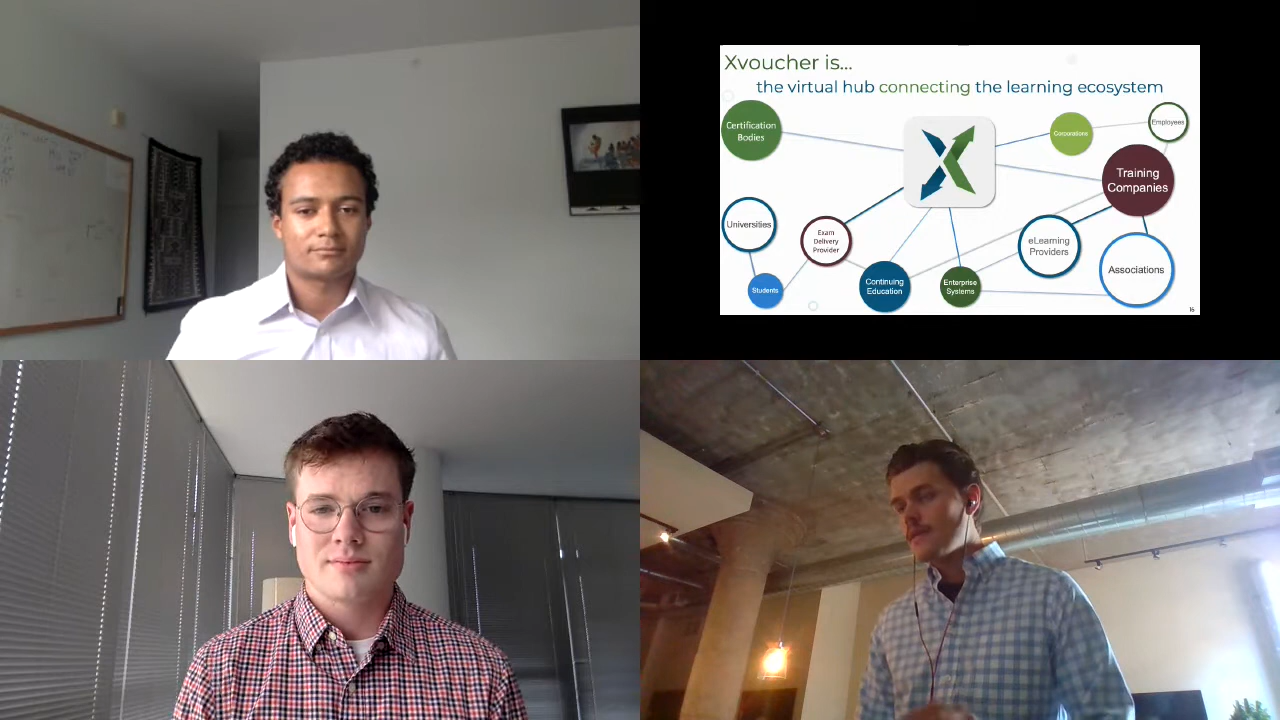 Xvoucher is...
the virtual hub connecting the learning ecosystem
Certification
Bodies
Corporations
Employees
Training
Companies
Universities
Exam
Delivery
Provider
eLearning
Providers
Associations
Students
Continuing
Education
Enterprise
Systems
16